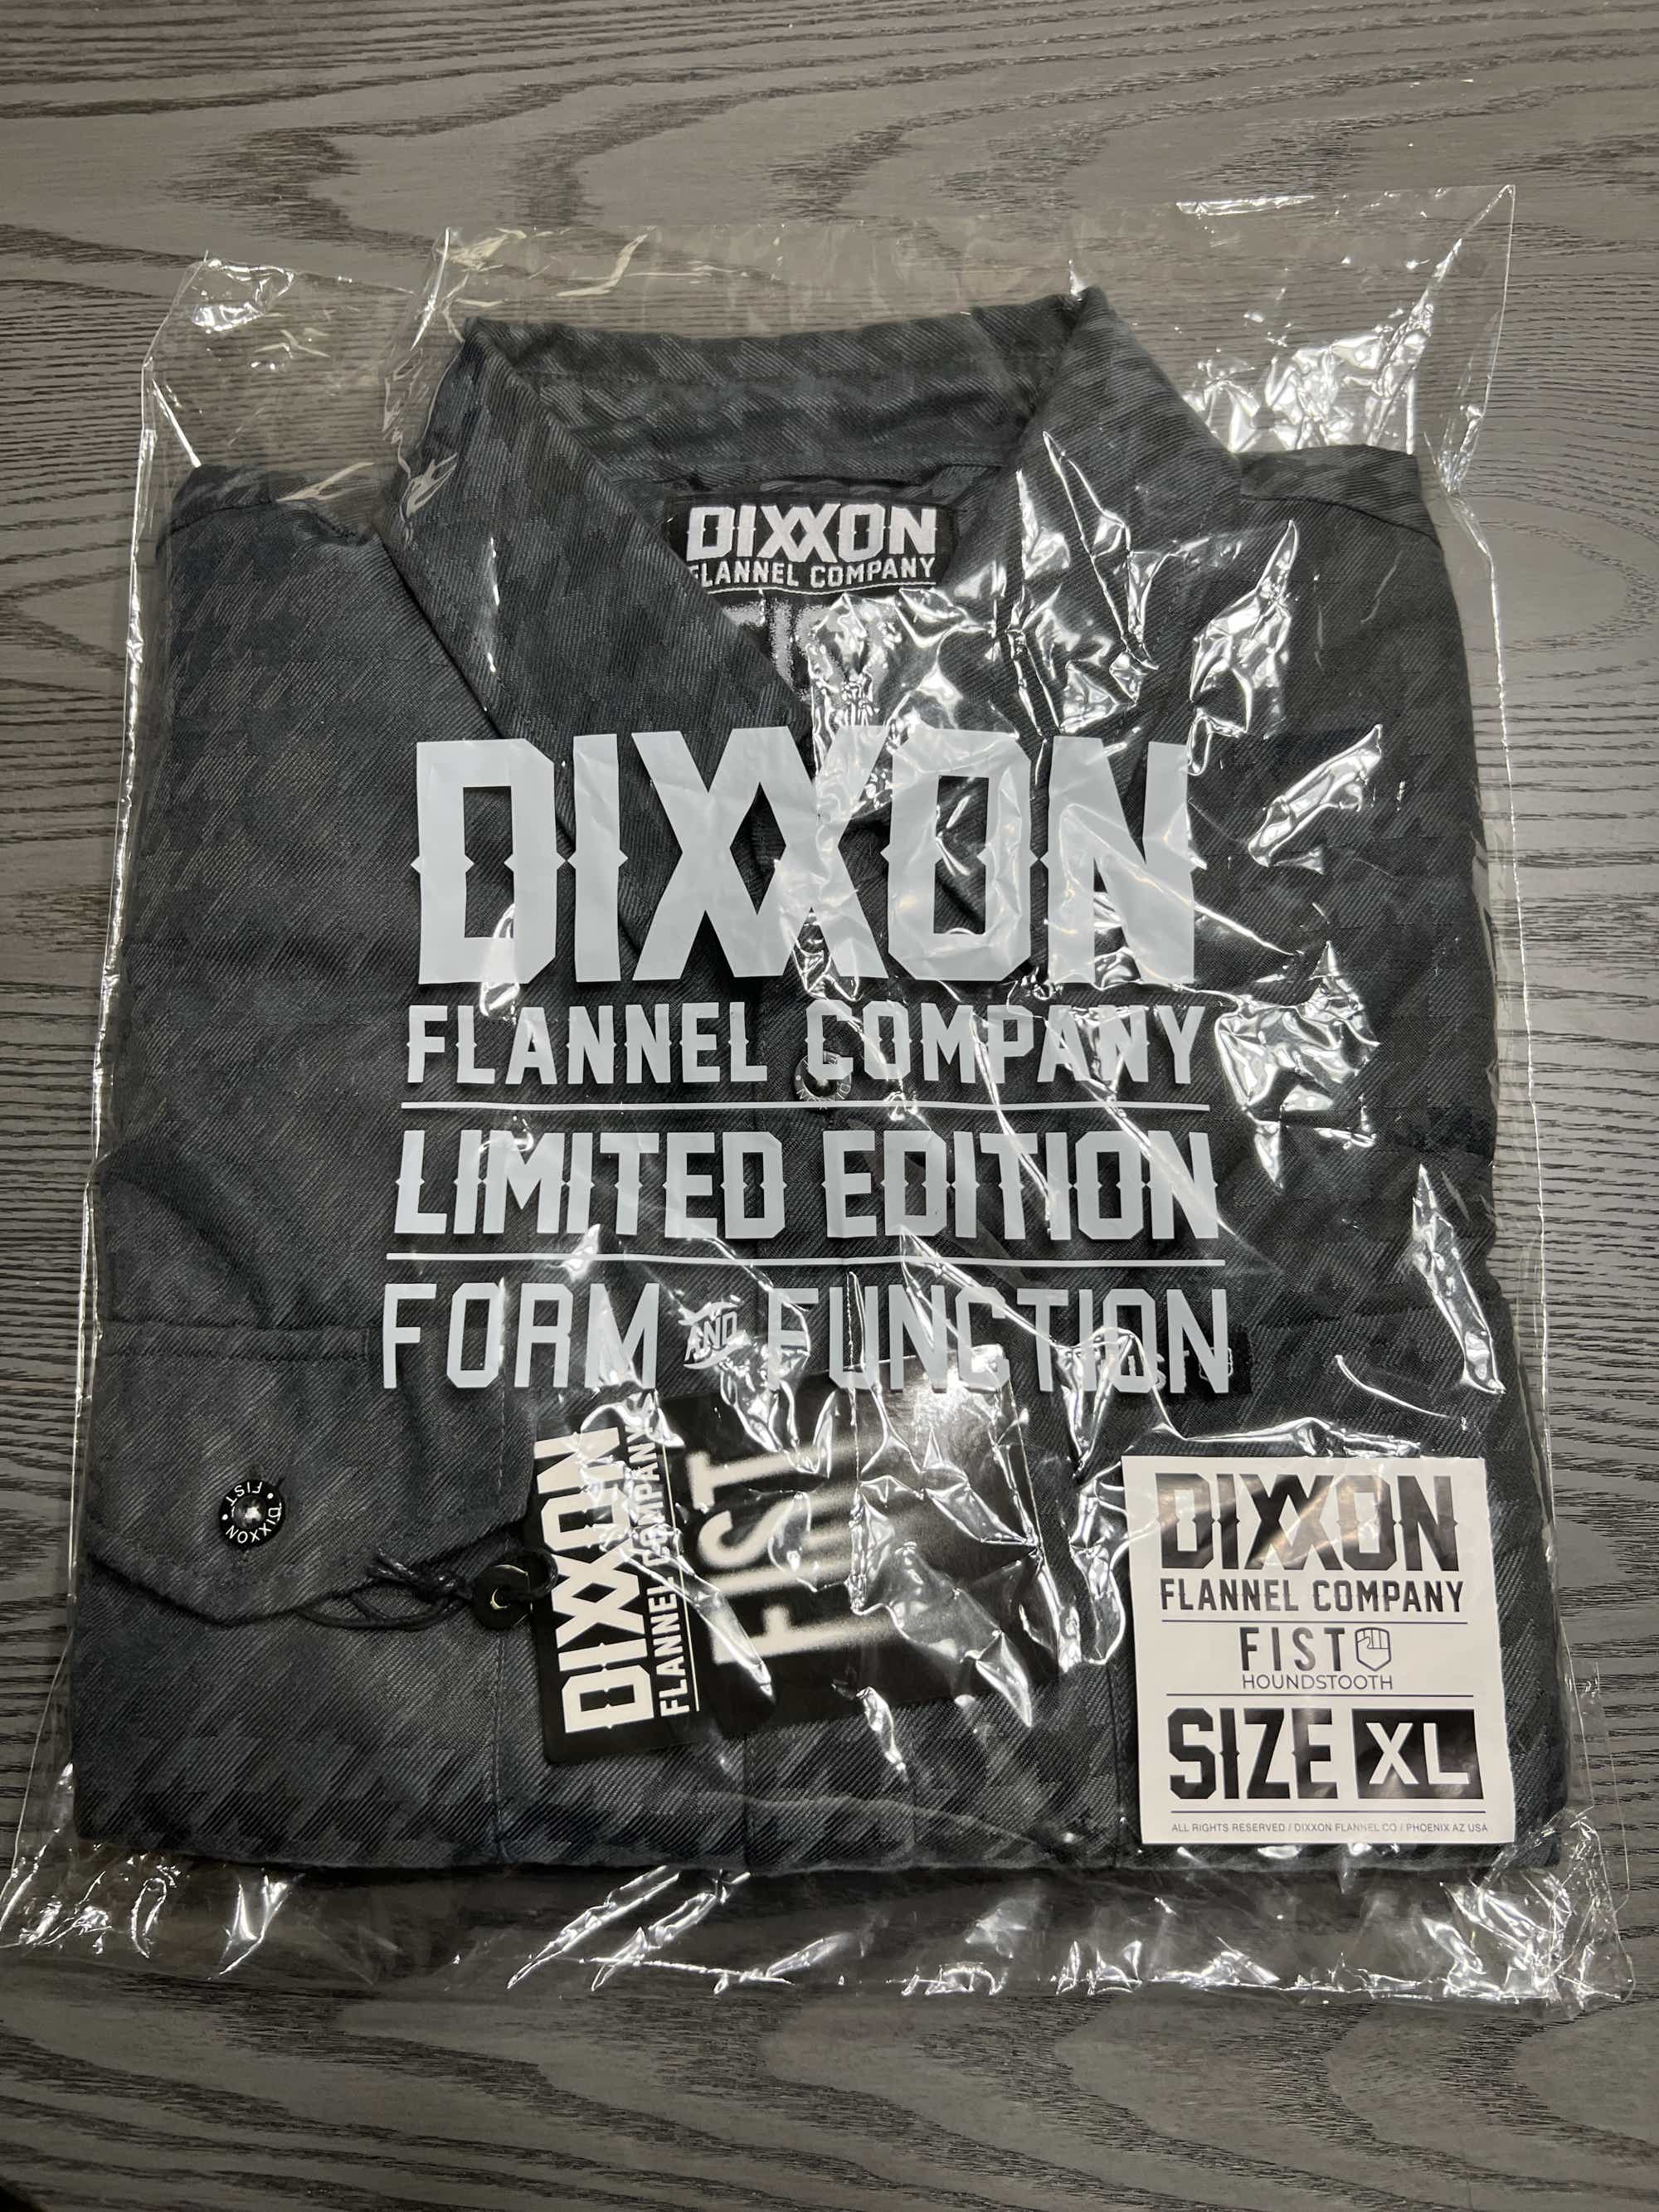 DIXXON
FLANNEL COMPANY
DIXXON
FLANNEL COMPANY
LIMITED EDITION
FORM AND FUNCTION
DIXXON
FLANNEL COMPANY
FIST
DIXXON
FIST
DIXXON
FLANNEL COMPANY
FIST
HOUNDSTOOTH
SIZE XL
ALL RIGHTS RESERVED / DIXXON FLANNEL CO / PHOENIX AZ USA